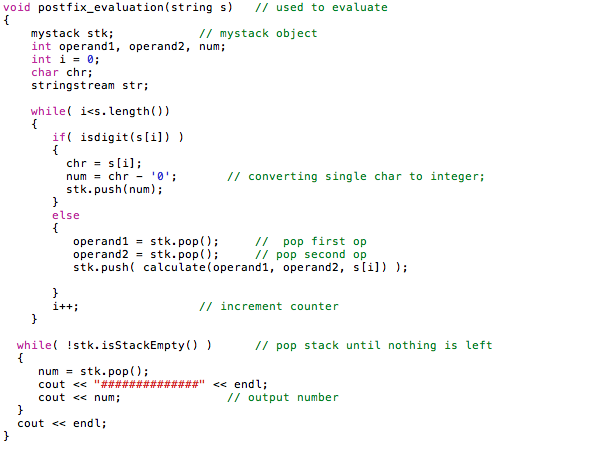 void postfix_evaluation(string s)   // used to evaluate
{
    mystack stk;            // mystack object
    int operand1, operand2, num;
    int i = 0;
    char chr;
    stringstream str;

    while( i<s.length())
    {
       if( isdigit(s[i]) )
       {
         chr = s[i];
         num = chr - '0';       // converting single char to integer;
         stk.push(num);
       }
       else
       {
          operand1 = stk.pop();     //  pop first op
          operand2 = stk.pop();     // pop second op
          stk.push( calculate(operand1, operand2, s[i]) );

       }
       i++;                 // increment counter
    }

  while( !stk.isStackEmpty() )      // pop stack until nothing is left
  {
     num = stk.pop();
     cout << "##############" << endl;
     cout << num;               // output number
  }
  cout << endl;
}